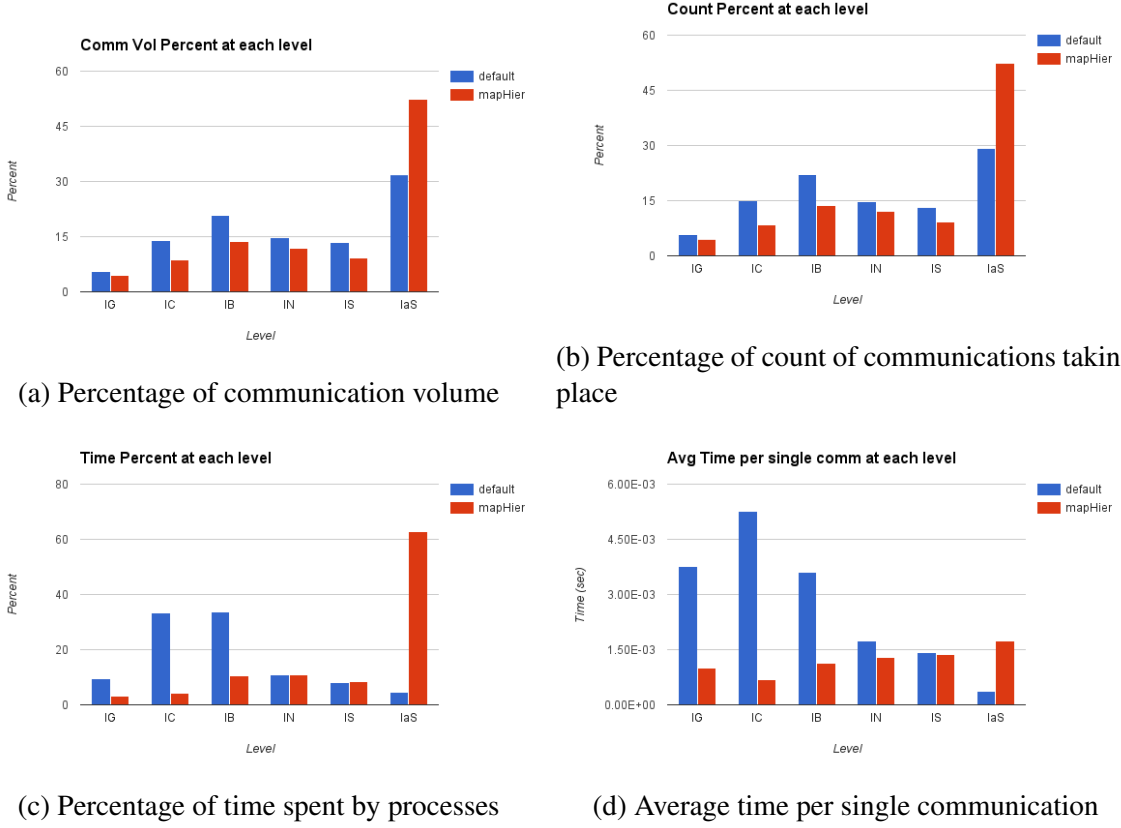 Comm Vol Percent at each level
60
45
30
15
0
Percent
IG IC IB IN IS IaS
Level
default
mapHier
(a) Percentage of communication volume
Count Percent at each level
60
45
30
15
0
Percent
IG IC IB IN IS IaS
Level
default
mapHier
(b) Percentage of count of communications takin
place
Time Percent at each level
80
60
40
20
0
Percent
IG IC IB IN IS IaS
Level
default
mapHier
(c) Percentage of time spent by processes
Avg Time per single comm at each level
6.00E-03
4.50E-03
3.00E-03
1.50E-03
0.00E+00
Time (sec)
IG IC IB IN IS IaS
Level
default
mapHier
(d) Average time per single communication